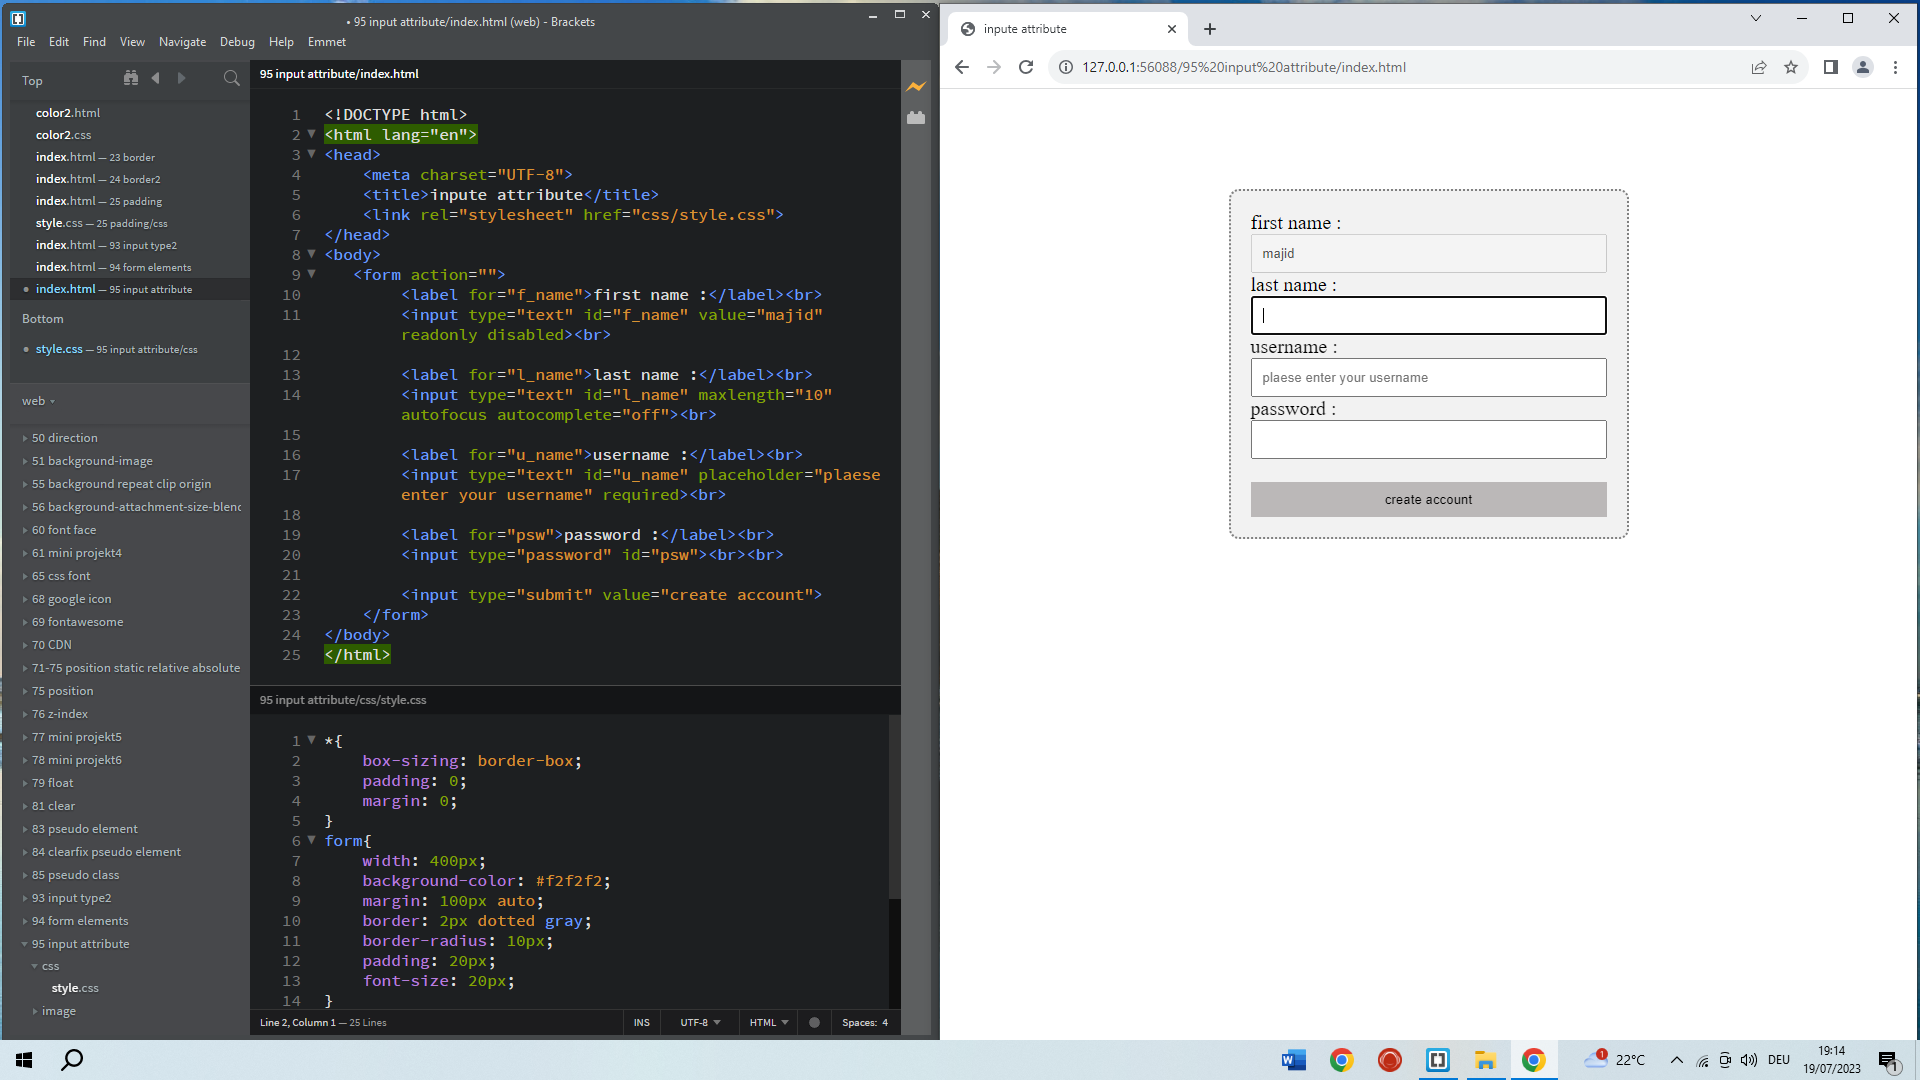 • 95 input attribute/index.html (web) - Brackets
File Edit Find View Navigate Debug Help Emmet
Top
color2.html
color2.css
index.html — 23 border
index.html — 24 border2
index.html — 25 padding
style.css — 25 padding/css
index.html — 93 input type2
index.html — 94 form elements
index.html — 95 input attribute
Bottom
style.css — 95 input attribute/css
web
50 direction
51 background-image
55 background repeat clip origin
56 background-attachment-size-blend
60 font face
61 mini projekt4
65 css font
68 google icon
69 fontawesome
70 CDN
71-75 position static relative absolute
75 position
76 z-index
77 mini projekt5
78 mini projekt6
79 float
81 clear
83 pseudo element
84 clearfix pseudo element
85 pseudo class
93 input type2
94 form elements
95 input attribute
css
style.css
image
95 input attribute/index.html
1 <!DOCTYPE html>
2 <html lang="en">
3 <head>
4 <meta charset="UTF-8">
5 <title>inpute attribute</title>
6 <link rel="stylesheet" href="css/style.css">
7 </head>
8 <body>
9 <form action="">
10 <label for="f_name">first name :</label><br>
11 <input type="text" id="f_name" value="majid"
readonly disabled><br>
12
13 <label for="l_name">last name :</label><br>
14 <input type="text" id="l_name" maxlength="10"
autofocus autocomplete="off"><br>
15
16 <label for="u_name">username :</label><br>
17 <input type="text" id="u_name" placeholder="plaese
enter your username" required><br>
18
19 <label for="psw">password :</label><br>
20 <input type="password" id="psw"><br><br>
21
22 <input type="submit" value="create account">
23 </form>
24 </body>
25 </html>
95 input attribute/css/style.css
1 *{
2 box-sizing: border-box;
3 padding: 0;
4 margin: 0;
5 }
6 form{
7 width: 400px;
8 background-color: #f2f2f2;
9 margin: 100px auto;
10 border: 2px dotted gray;
11 border-radius: 10px;
12 padding: 20px;
13 font-size: 20px;
14 }
Line 2, Column 1 — 25 Lines INS UTF-8 HTML Spaces: 4
inpute attribute
127.0.0.1:56088/95%20input%20attribute/index.html
first name :
majid
last name :
username :
plaese enter your username
password :
create account
1 22°C DEU 19:14
19/07/2023 1